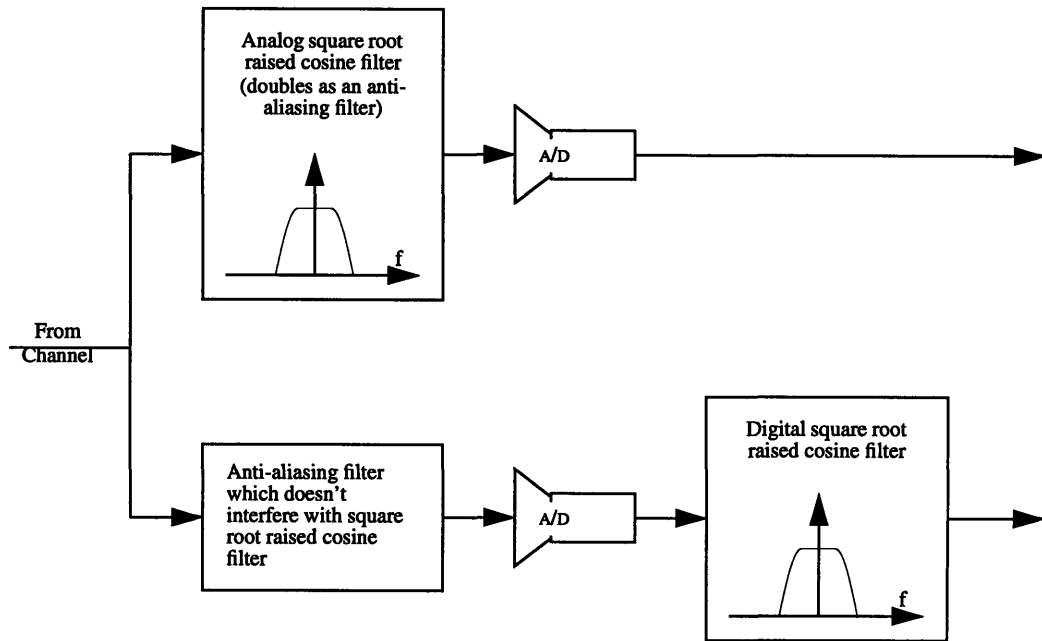 Analog square root
raised cosine filter
(doubles as an anti-
aliasing filter)
f
A/D
From
Channel
Anti-aliasing filter
which doesn't
interfere with square
root raised cosine
filter
A/D
Digital square root
raised cosine filter
f